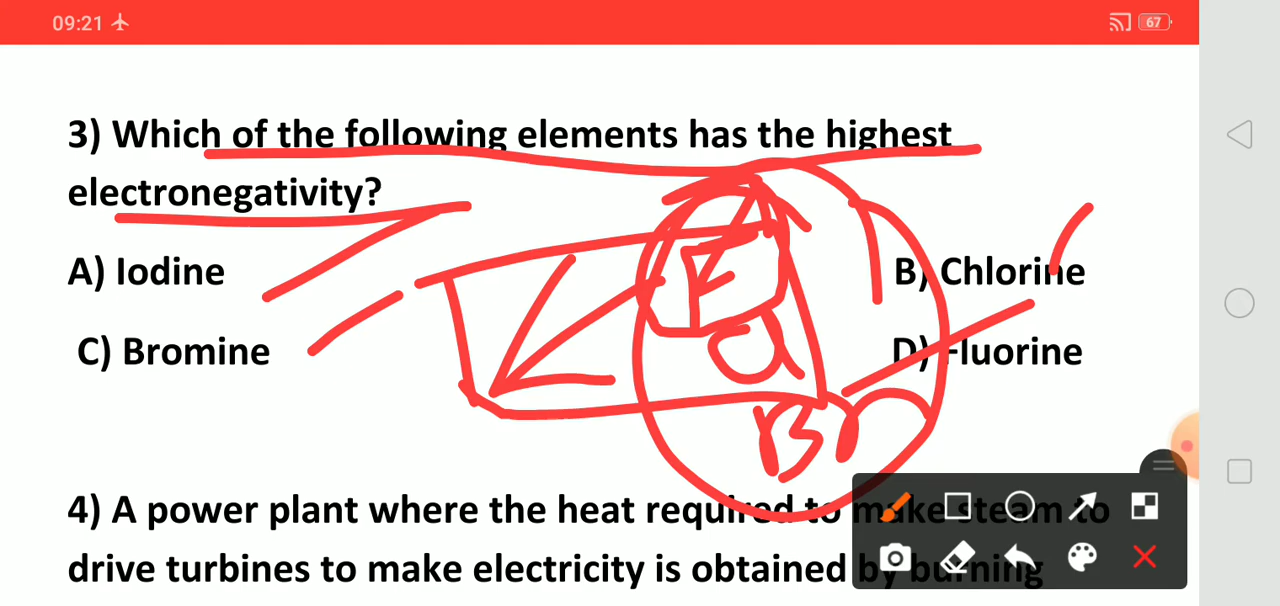 09:21
67
3) Which of the following elements has the highest
electronegativity?
A) Iodine
B) Chlorine
C) Bromine
D) Fluorine
F
Br
4) A power plant where the heat required to make steam to
drive turbines to make electricity is obtained by burning